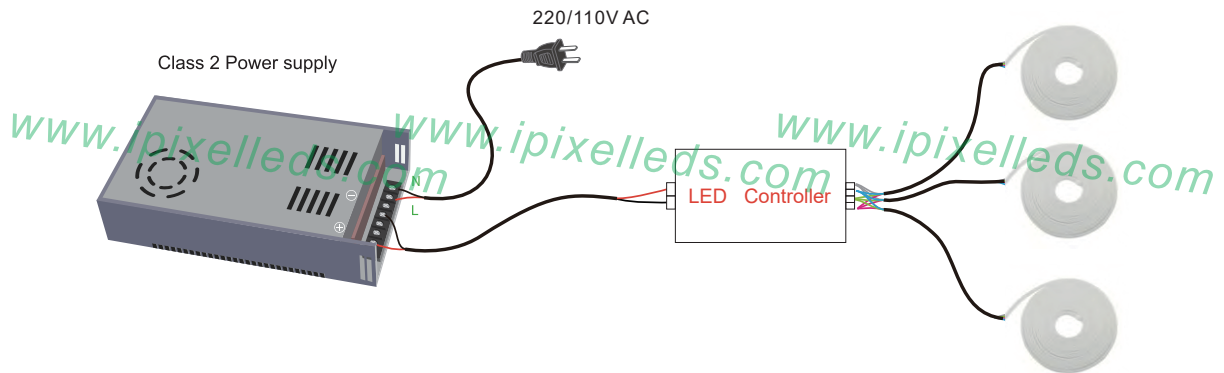 220/110V AC
Class 2 Power supply
www.ipixelleds.com www.ipixelleds.com www.ipixelleds.com
N
L
LED Controller